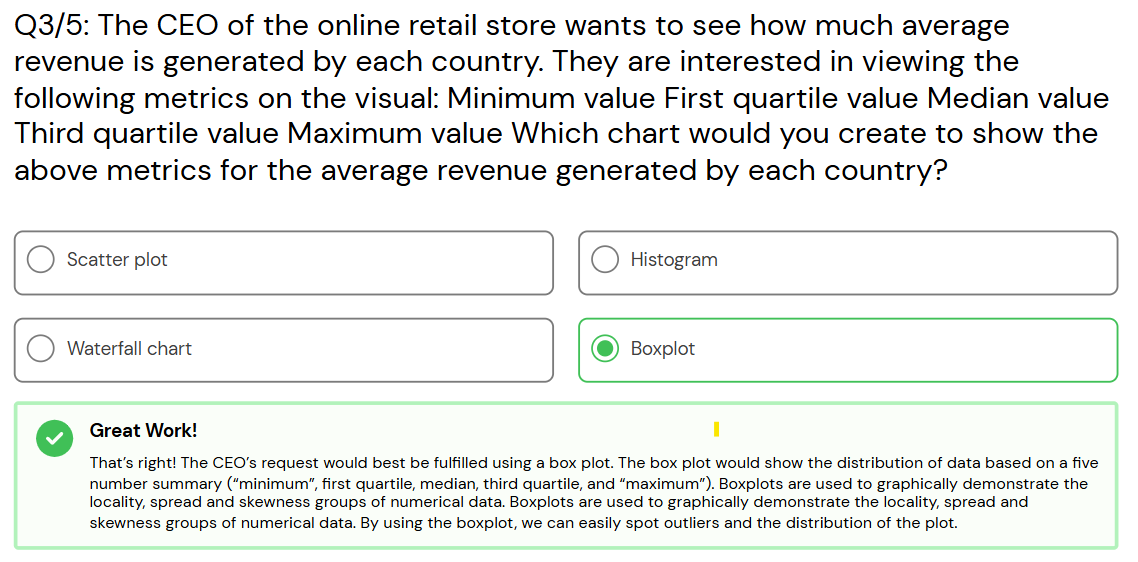 Q3/5: The CEO of the online retail store wants to see how much average
revenue is generated by each country. They are interested in viewing the
following metrics on the visual: Minimum value First quartile value Median value
Third quartile value Maximum value Which chart would you create to show the
above metrics for the average revenue generated by each country?
Scatter plot
Histogram
Waterfall chart
Boxplot
Great Work!
That's right! The CEO's request would best be fulfilled using a box plot. The box plot would show the distribution of data based on a five
number summary (“minimum”, first quartile, median, third quartile, and “maximum”). Boxplots are used to graphically demonstrate the
locality, spread and skewness groups of numerical data. Boxplots are used to graphically demonstrate the locality, spread and
skewness groups of numerical data. By using the boxplot, we can easily spot outliers and the distribution of the plot.